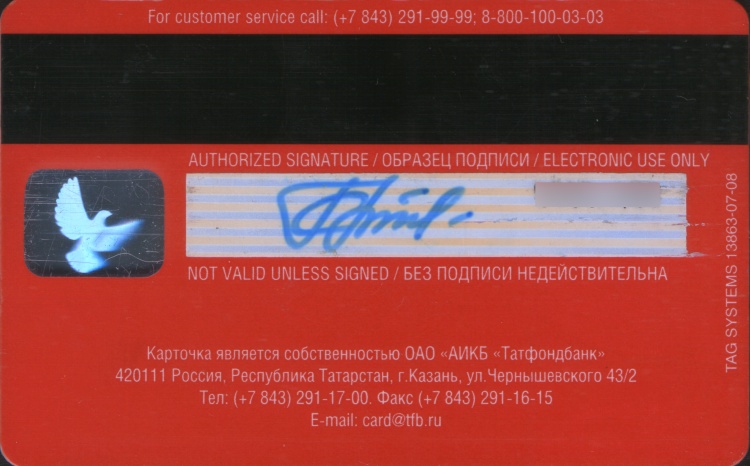 For customer service call: (+7 843) 291-99-99; 8-800-100-03-03
AUTHORIZED SIGNATURE / ОБРАЗЕЦ ПОДПИСИ / ELECTRONIC USE ONLY
NOT VALID UNLESS SIGNED / БЕЗ ПОДПИСИ НЕДЕЙСТВИТЕЛЬНА
TAG SYSTEMS 13863-07-08
Карточка является собственностью ОАО «АИКБ «Татфондбанк»
420111 Россия, Республика Татарстан, г.Казань, ул.Чернышевского 43/2
Тел: (+7 843) 291-17-00. Факс (+7 843) 291-16-15
E-mail: card@tfb.ru